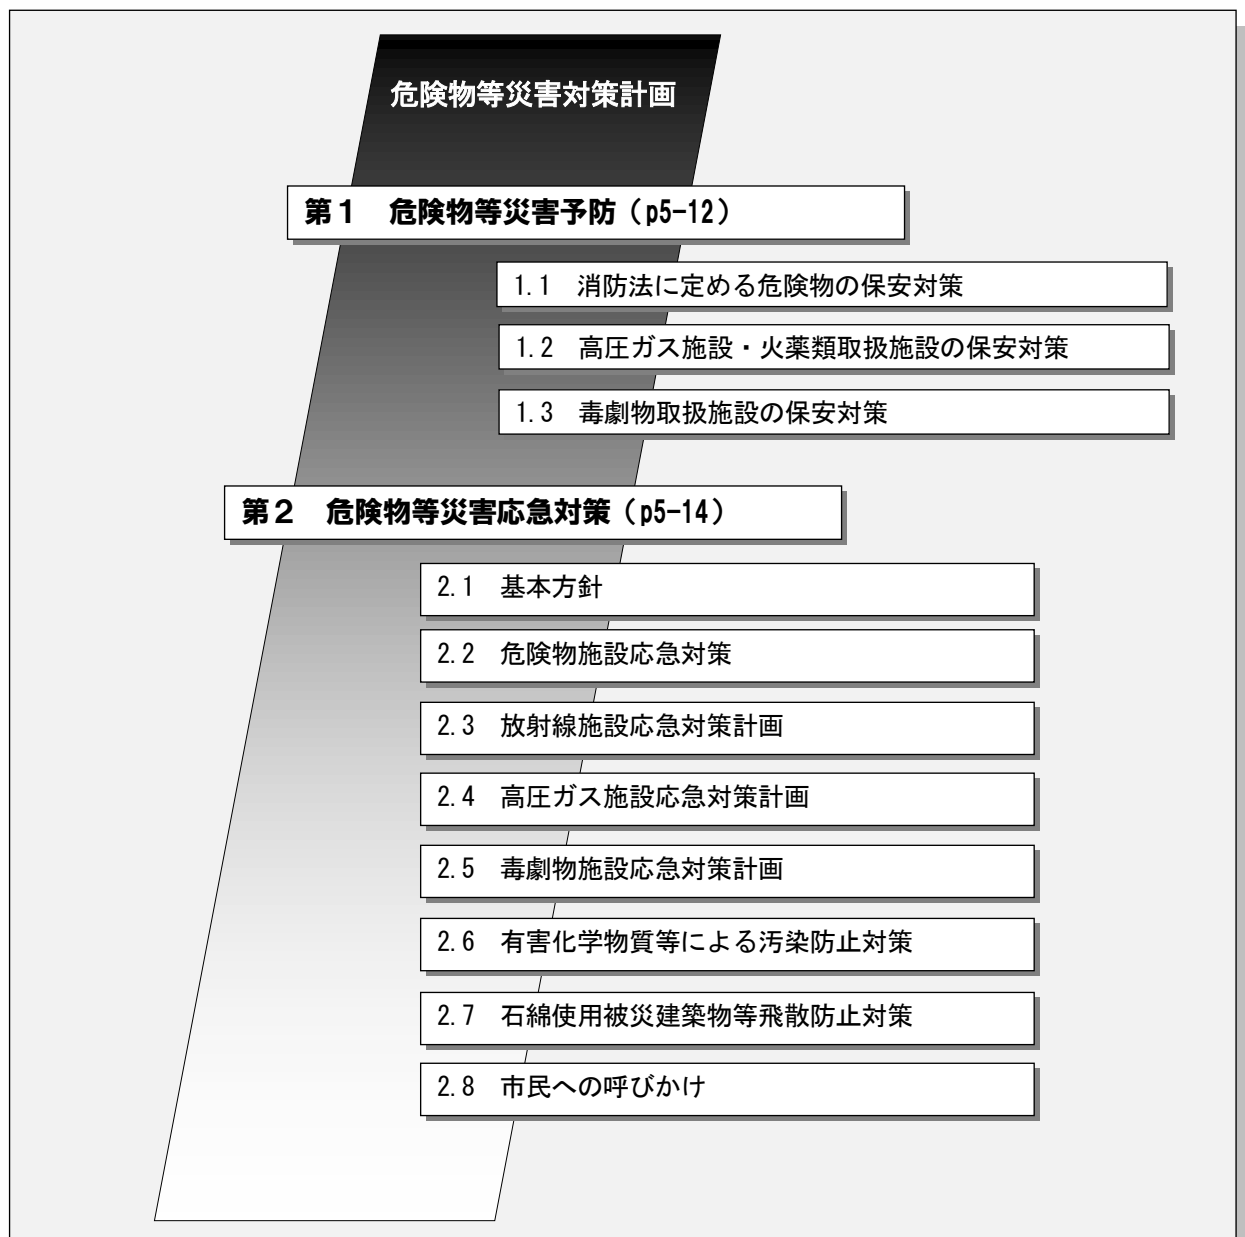 危険物等災害対策計画
第１　危険物等災害予防（p5-12）
1.1　消防法に定める危険物の保安対策
1.2　高圧ガス施設・火薬類取扱施設の保安対策
1.3　毒劇物取扱施設の保安対策
第２　危険物等災害応急対策（p5-14）
2.1　基本方針
2.2　危険物施設応急対策
2.3　放射線施設応急対策計画
2.4　高圧ガス施設応急対策計画
2.5　毒劇物施設応急対策計画
2.6　有害化学物質等による汚染防止対策
2.7　石綿使用被災建築物等飛散防止対策
2.8　市民への呼びかけ